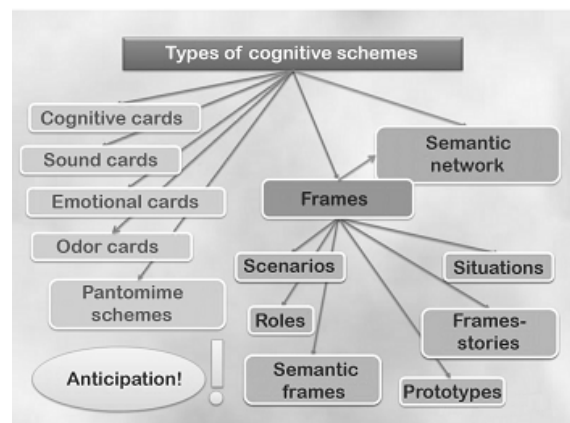 Types of cognitive schemes
Cognitive cards
Sound cards
Emotional cards
Odor cards
Pantomime
schemes
Semantic
network
Frames
Scenarios
Situations
Roles
Frames-
stories
Semantic
frames
Prototypes
Anticipation!
!